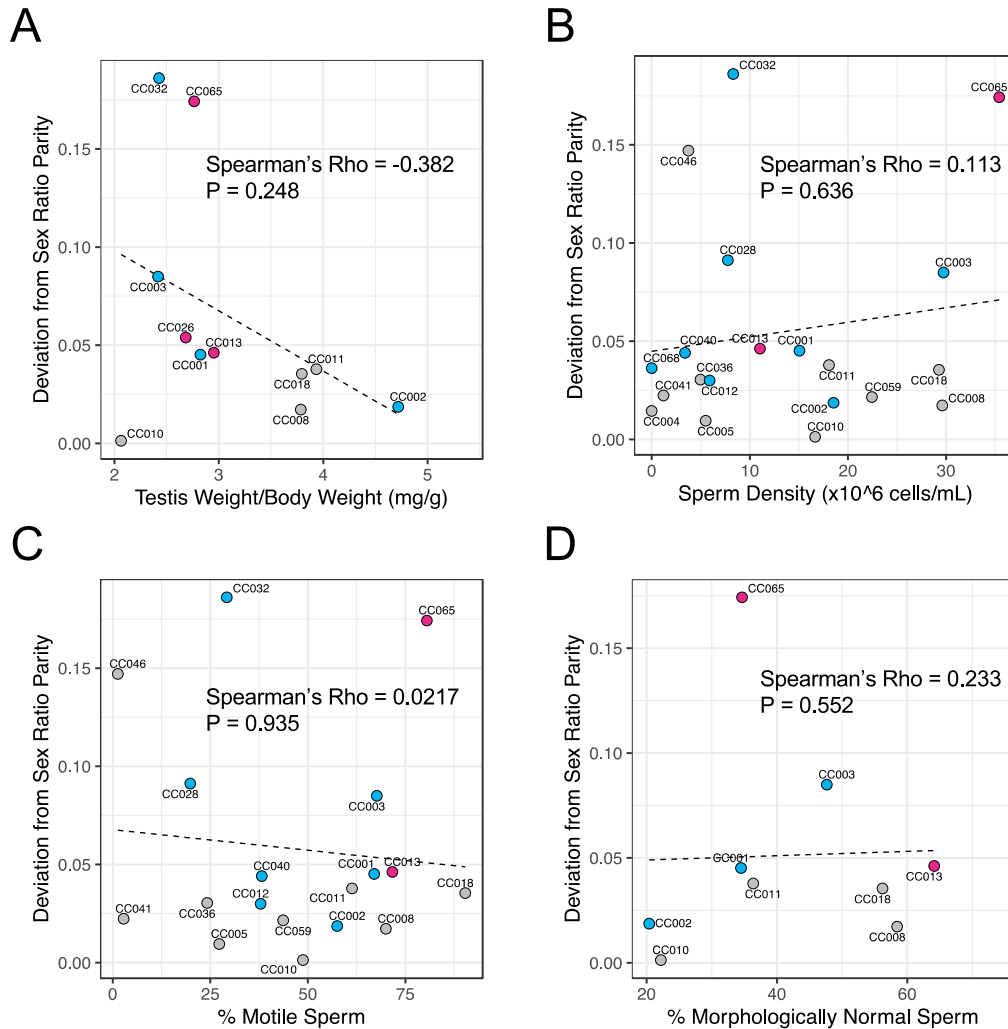 A
Deviation from Sex Ratio Parity
0.15
0.10
0.05
0.00
CC032
CC065
Spearman's Rho = -0.382
P = 0.248
CC003
CC026
CC013
CC001
CC011
CC018
CC008
CC002
CC010
2 3 4 5
Testis Weight/Body Weight (mg/g)
B
Deviation from Sex Ratio Parity
0.15
0.10
0.05
0.00
CC032
CC065
CC046
Spearman's Rho = 0.113
P = 0.636
CC028
CC003
CC040
CC013
CC001
CC068
CC036
CC011
CC018
CC041
CC012
CC059
CC008
CC002
CC004
CC005
CC010
0 10 20 30
Sperm Density (x10^6 cells/mL)
C
Deviation from Sex Ratio Parity
0.15
0.10
0.05
0.00
CC032
CC065
CC046
Spearman's Rho = 0.0217
P = 0.935
CC028
CC003
CC040
CC001
CC013
CC012
CC011
CC018
CC041
CC036
CC002
CC008
CC005
CC059
CC010
0 25 50 75
% Motile Sperm
D
Deviation from Sex Ratio Parity
0.15
0.10
0.05
0.00
CC065
Spearman's Rho = 0.233
P = 0.552
CC003
CC001
CC013
CC011
CC018
CC002
CC008
CC010
20 40 60
% Morphologically Normal Sperm